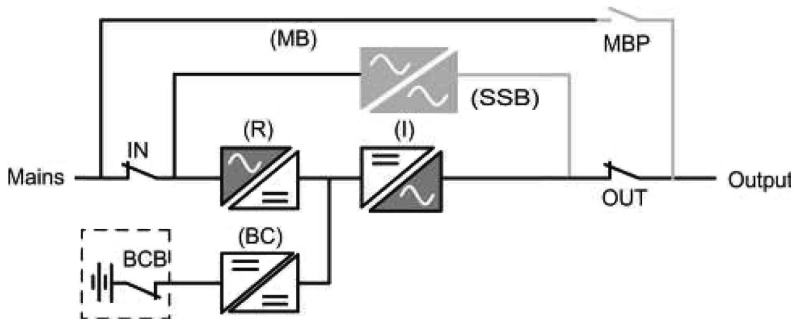 (MB)
MBP
(SSB)
IN
(R)
(I)
Mains
OUT
Output
BCB
(BC)